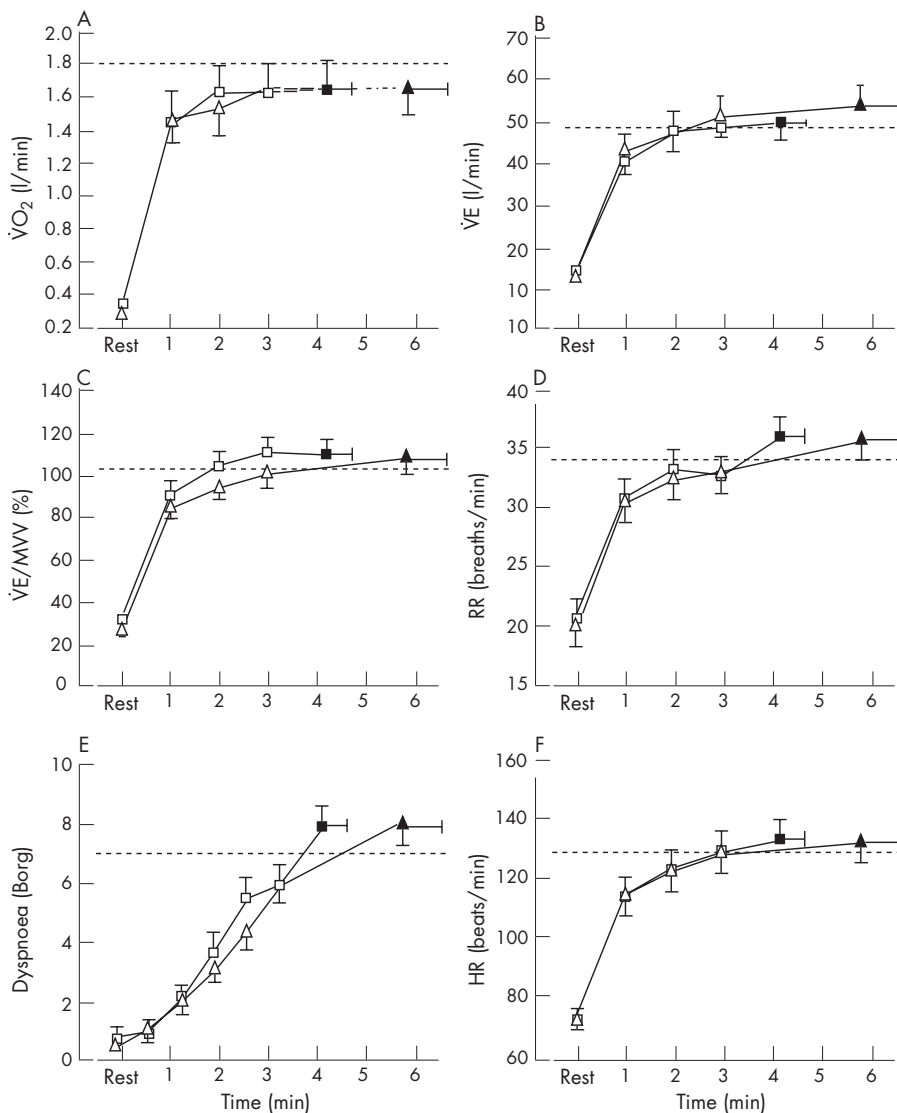 A
2.0
1.8
1.6
1.4
1.2
1.0
0.8
0.6
0.4
0.2
V̇O2 (l/min)
Rest 1 2 3 4 5 6
B
70
60
50
40
30
20
10
10
V̇E (l/min)
Rest 1 2 3 4 5 6
C
140
120
100
80
60
40
20
0
V̇E/MVV (%)
Rest 1 2 3 4 5 6
D
40
35
30
25
20
15
RR (breaths/min)
Rest 1 2 3 4 5 6
E
10
8
6
4
2
0
Dyspnoea (Borg)
Rest 1 2 3 4 5 6
Time (min)
F
160
140
120
100
80
60
HR (beats/min)
Rest 1 2 3 4 5 6
Time (min)